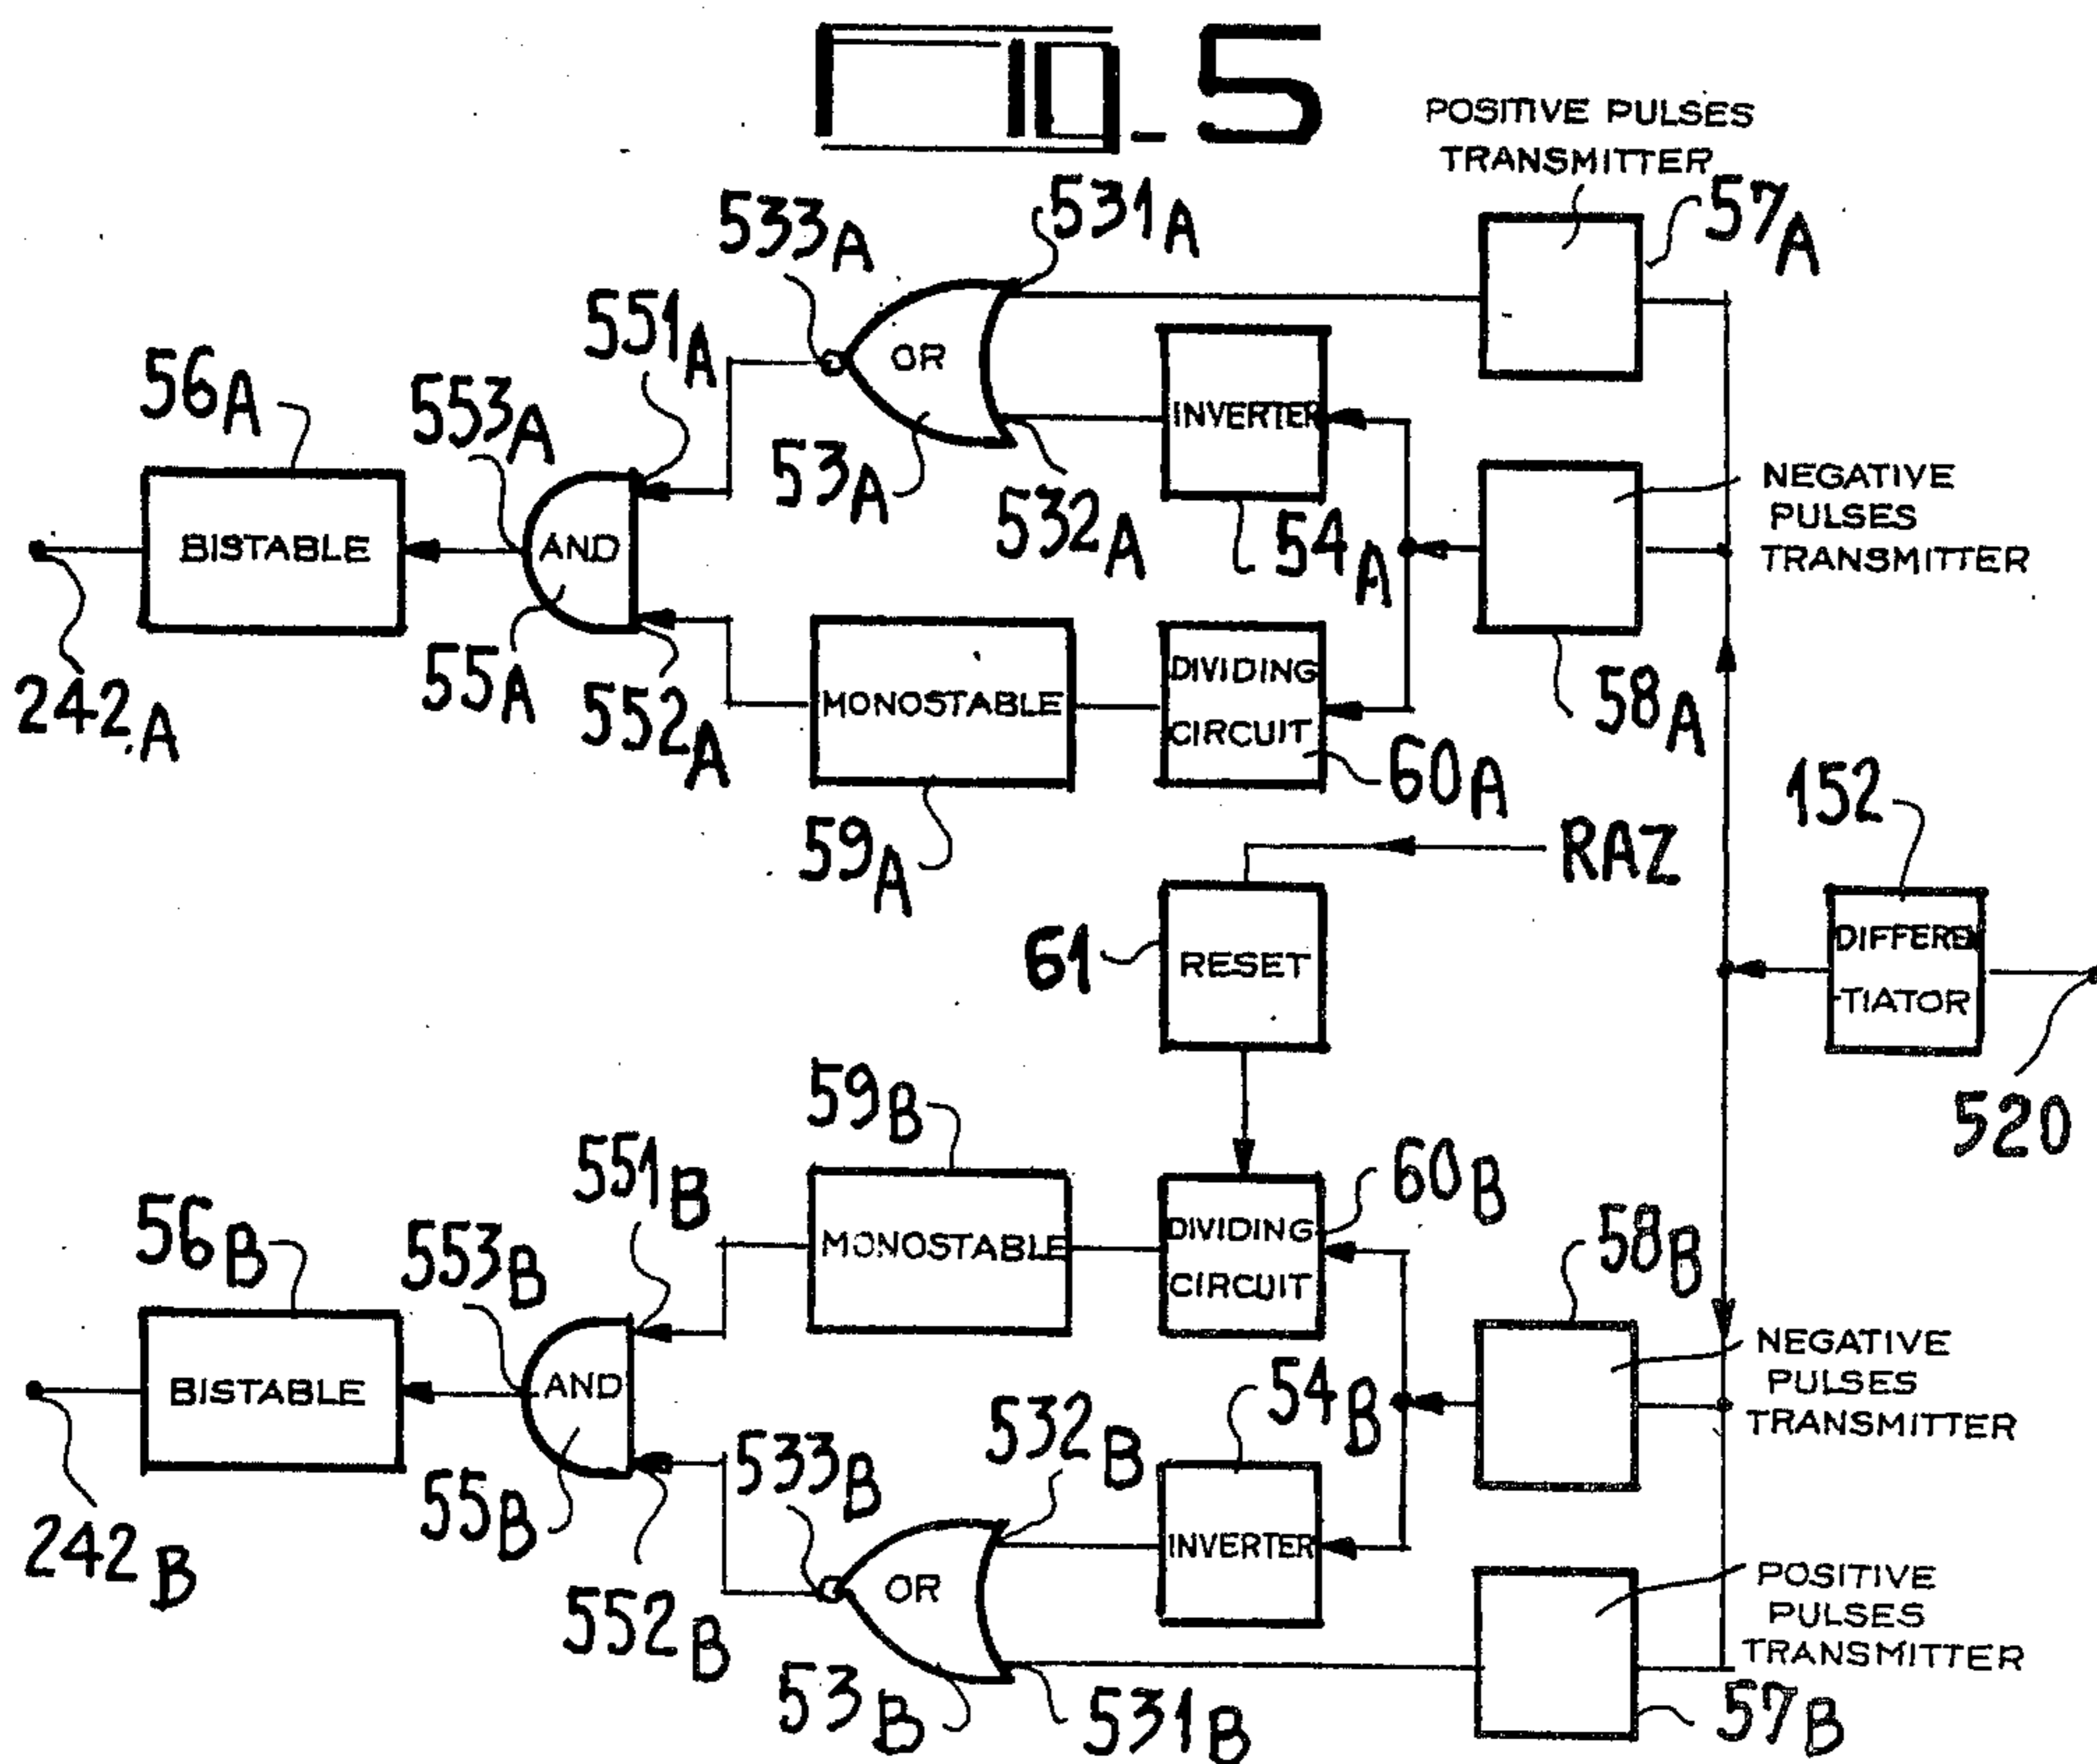 FIG_5
POSITIVE PULSES
TRANSMITTER
57A
531A
533A
551A
OR
INVERTER
56A
553A
53A
532A
54A
NEGATIVE
PULSES
TRANSMITTER
BISTABLE
AND
242A
55A
552A
MONOSTABLE
DIVIDING
CIRCUIT
58A
60A
59A
RAZ
152
61
RESET
DIFFEREN
-TIATOR
520
59B
551B
60B
56B
553B
MONOSTABLE
DIVIDING
CIRCUIT
58B
NEGATIVE
PULSES
TRANSMITTER
BISTABLE
AND
532B
54B
533B
55B
242B
552B
OR
INVERTER
POSITIVE
PULSES
TRANSMITTER
53B
531B
57B